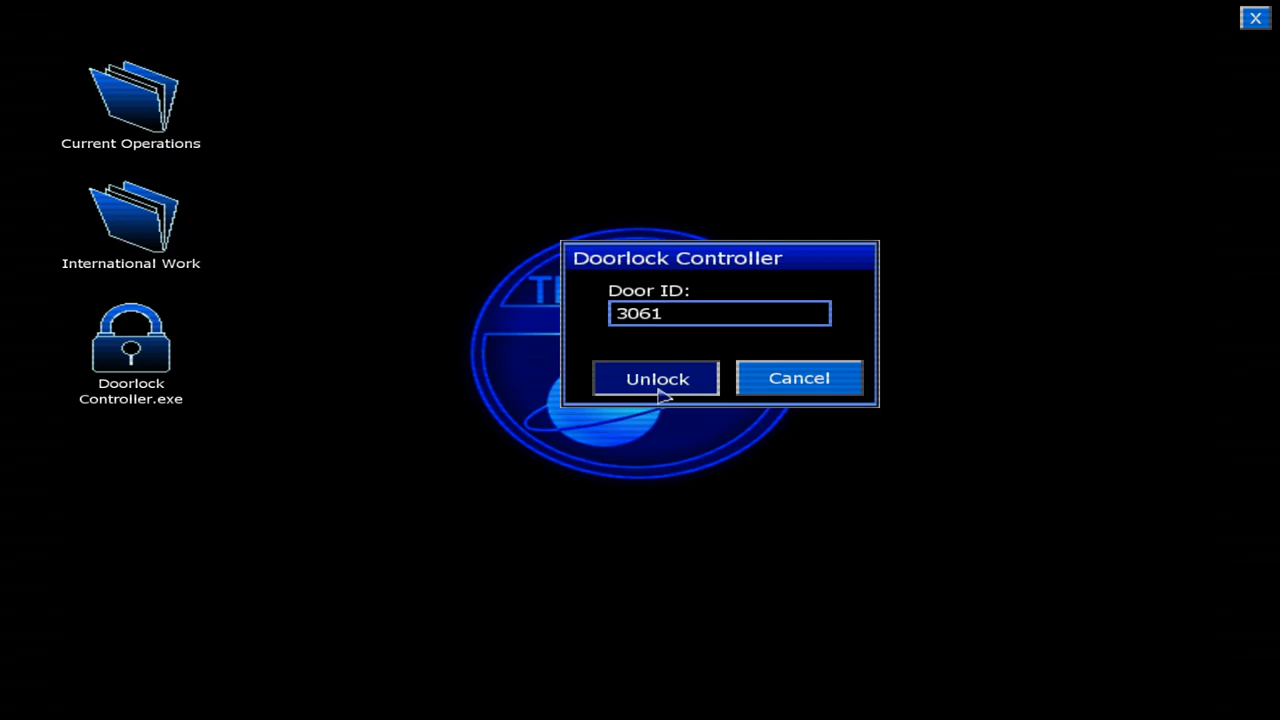 X
Current Operations
International Work
Doorlock
Controller.exe
Doorlock Controller
Door ID:
3061
Unlock
Cancel